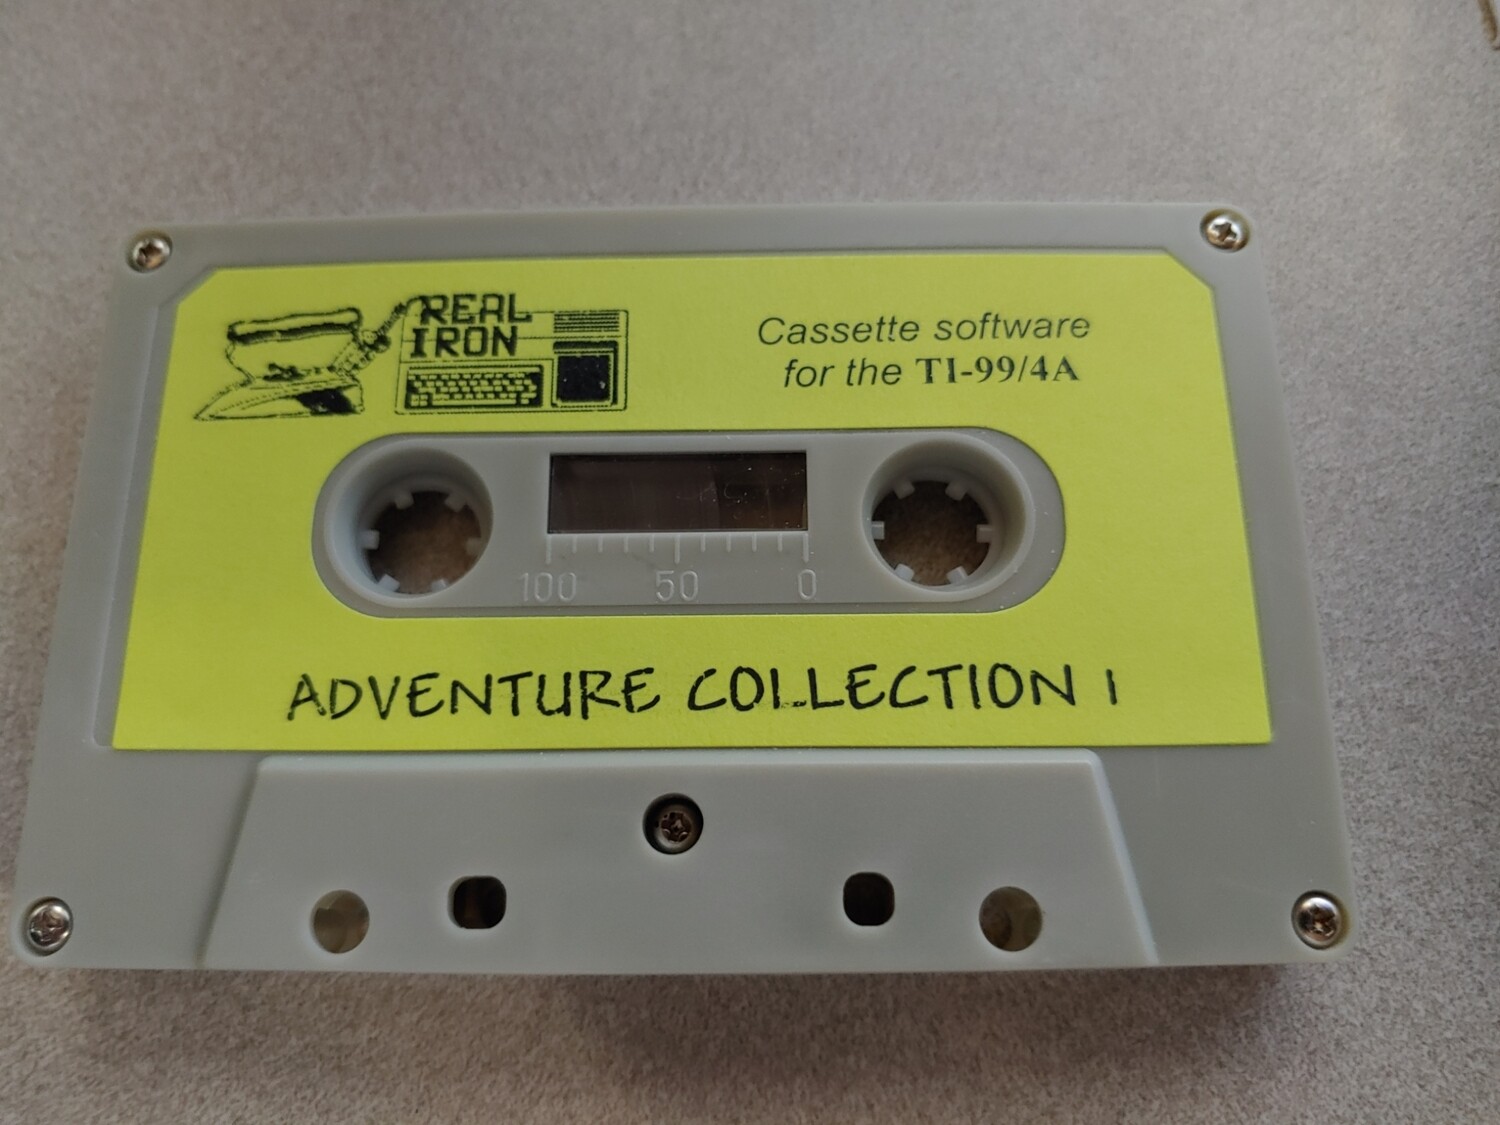 REAL
IRON
Cassette software
for the TI-99/4A
100 50 0
ADVENTURE COLLECTION 1